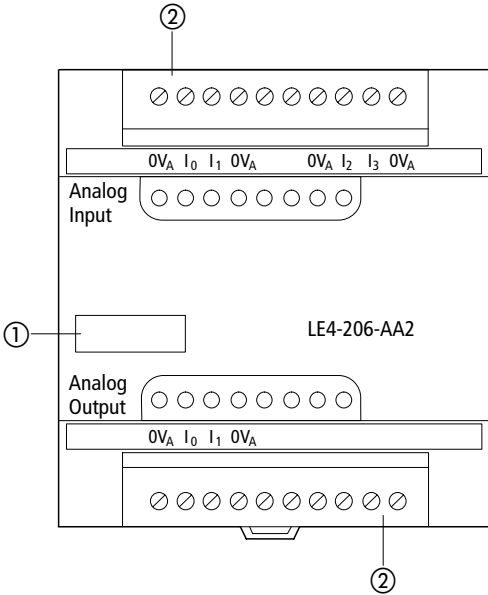 ②
0VA I0 I1 0VA 0VA I2 I3 0VA
Analog
Input
①
LE4-206-AA2
Analog
Output
0VA I0 I1 0VA
②